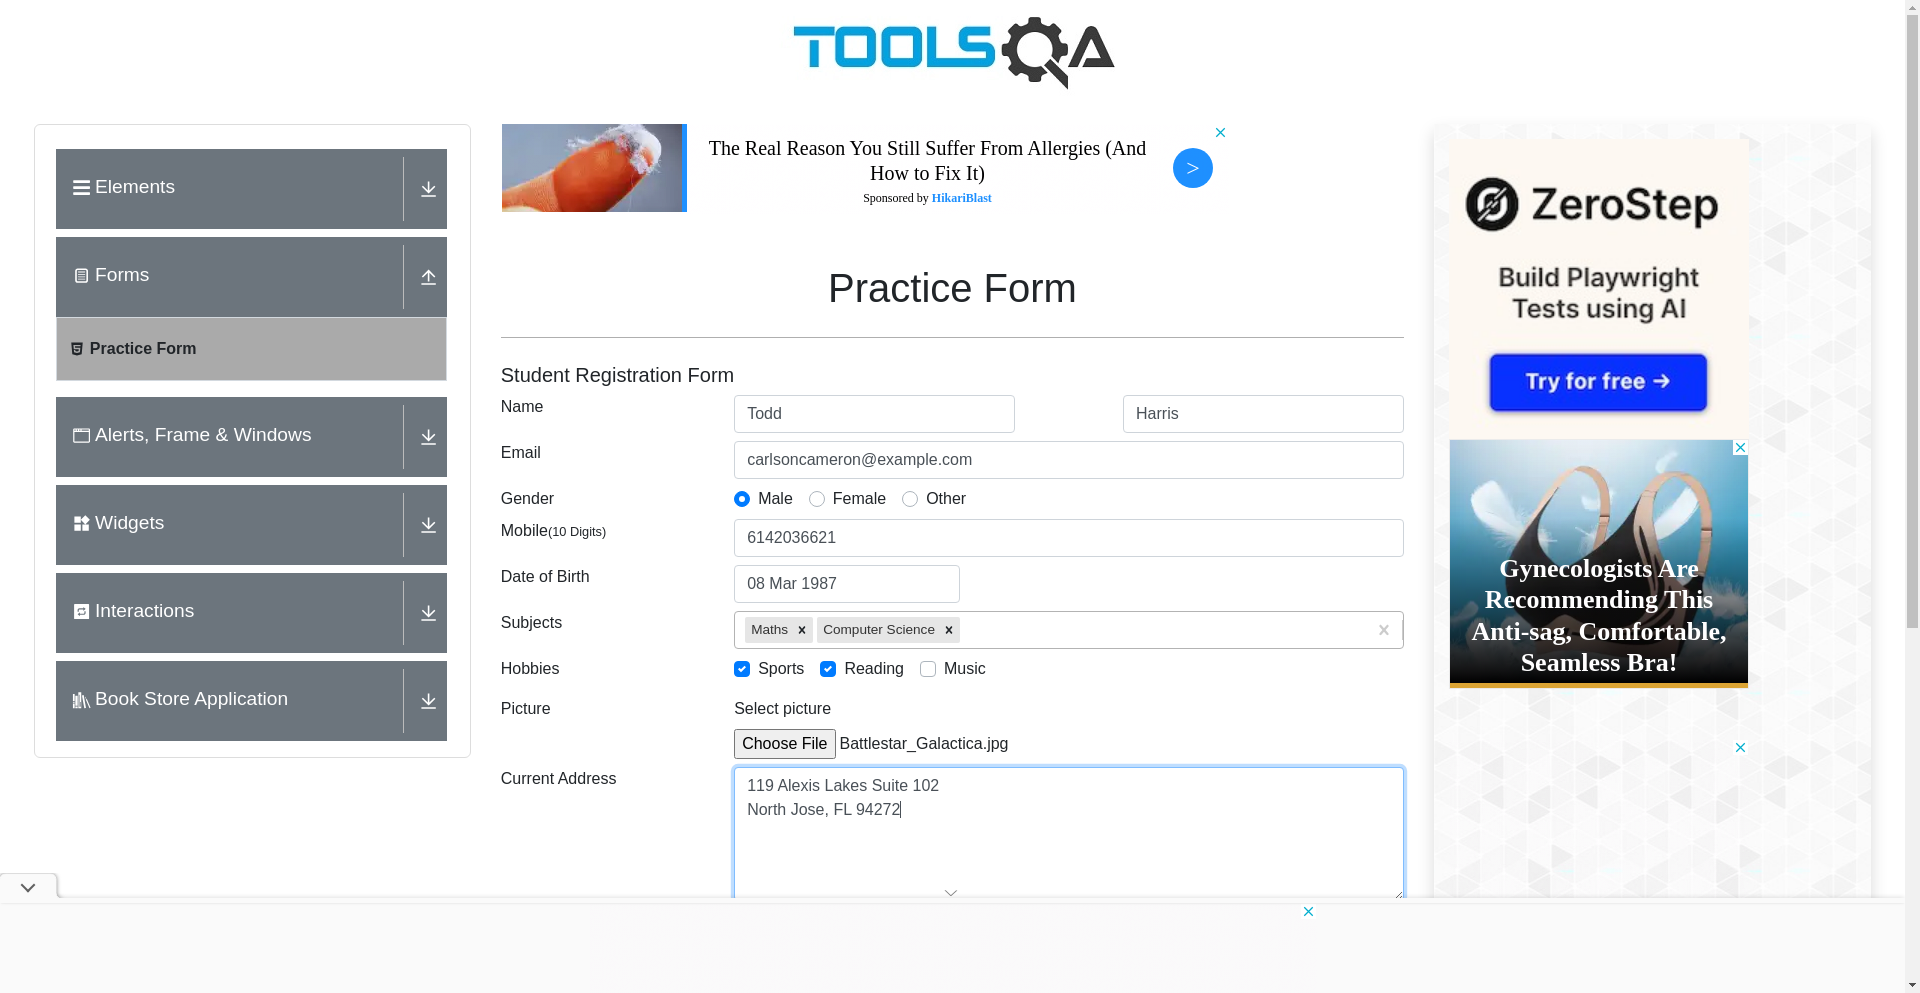 TOOLSQA
Elements
Forms
Practice Form
Alerts, Frame & Windows
Widgets
Interactions
Book Store Application
The Real Reason You Still Suffer From Allergies (And
How to Fix It)
Sponsored by HikariBlast
>
Practice Form
Student Registration Form
Name
Todd
Harris
Email
carlsoncameron@example.com
Gender
Male
Female
Other
Mobile(10 Digits)
6142036621
Date of Birth
08 Mar 1987
Subjects
Maths
Computer Science
Hobbies
Sports
Reading
Music
Picture
Select picture
Choose File
Battlestar_Galactica.jpg
Current Address
119 Alexis Lakes Suite 102
North Jose, FL 94272
ZeroStep
Build Playwright
Tests using AI
Try for free →
Gynecologists Are
Recommending This
Anti-sag, Comfortable,
Seamless Bra!